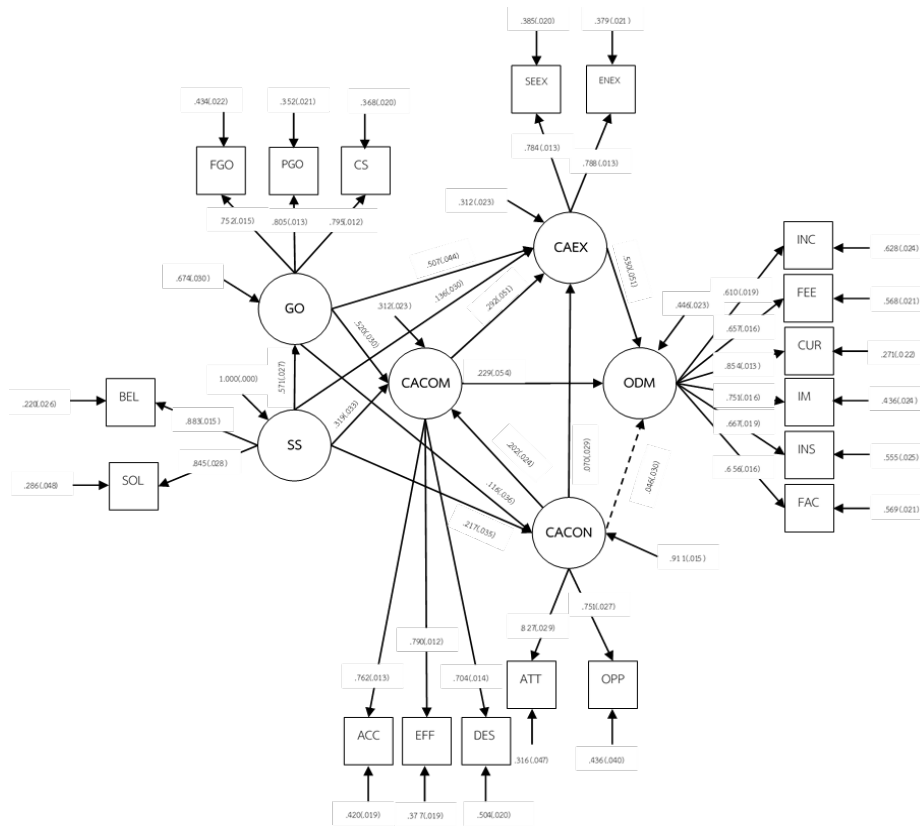 .385(.020)
.379(.021)
SEEX
ENEX
.434(.022)
.352(.021)
.368(.020)
FGO
PGO
CS
.784(.013)
.788(.013)
.752(.015)
.805(.013)
.795(.012)
.312(.023)
INC
.628(.024)
CAEX
.507(.044)
.530(.051)
.674(.030)
.136(.030)
.292(.051)
.610(.019)
FEE
.568(.021)
GO
.312(.023)
.446(.023)
.520(.030)
.657(.016)
CUR
.271(.022)
.854(.013)
1.000(.000)
.571(.027)
CACOM
.229(.054)
ODM
.751(.016)
IM
.436(.024)
BEL
.220(.026)
.883(.015)
.319(.033)
.667(.019)
SS
.202(.024)
.070(.029)
INS
.555(.025)
.845(.028)
.656(.016)
SOL
.286(.048)
.116(.036)
.046(.030)
FAC
.569(.021)
.217(.035)
CACON
.911(.015)
.751(.027)
.827(.029)
.790(.012)
.762(.013)
.704(.014)
ATT
OPP
ACC
EFF
DES
.316(.047)
.436(.040)
.420(.019)
.377(.019)
.504(.020)